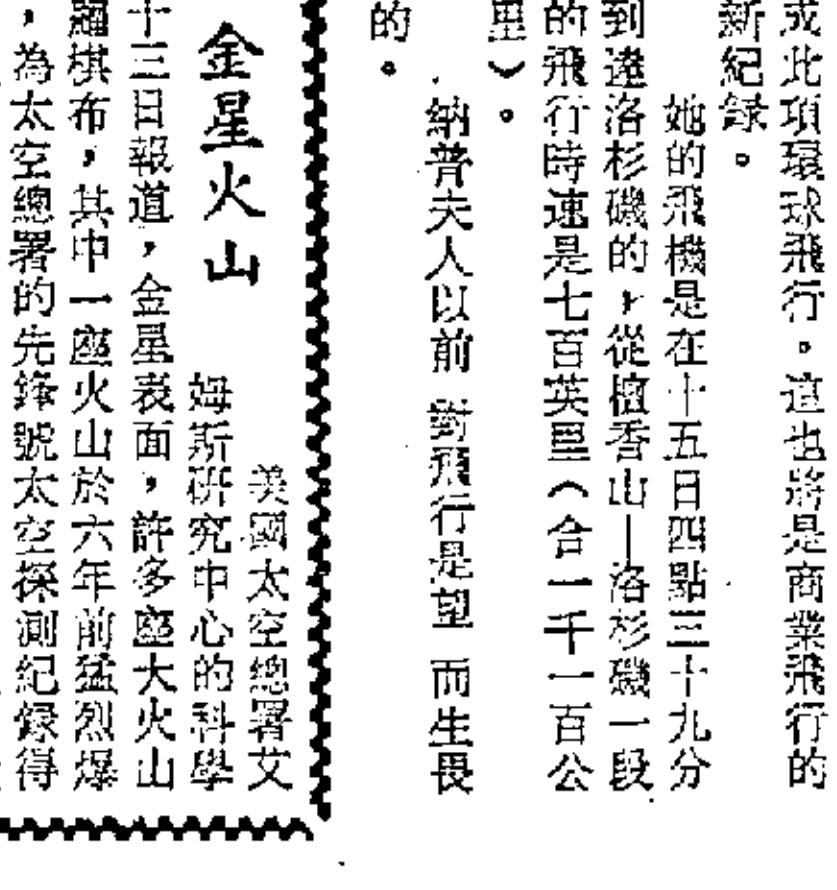 成此項環球飛行。這也將是商業飛行的
新紀錄。
她的飛機是在十五日四點三十九分
到達洛杉磯的，從檀香山—洛杉磯一段
的飛行時速是七百英里（合一千一百公
里）。
納普夫人以前 對飛行是望 而生畏
的。
金星火山
美國太空總署艾
姆斯研究中心的科學
十三日報道，金星表面，許多座大火山
羅棋布，其中一座火山於六年前猛烈爆
，為太空總署的先鋒號太空探測紀錄得